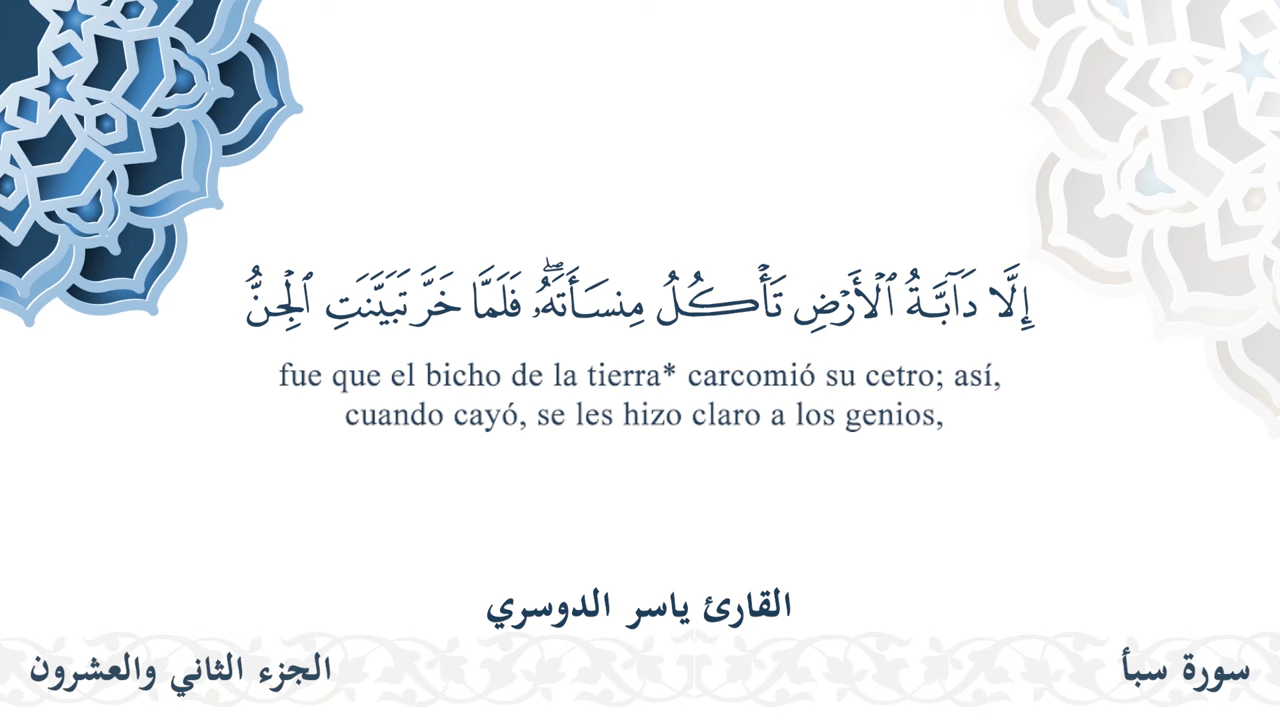 إِلَّا دَآبَّةُ ٱلْأَرْضِ تَأْكُلُ مِنسَأَتَهُۥۖ فَلَمَّا خَرَّ تَبَيَّنَتِ ٱلْجِنُّ
fue que el bicho de la tierra* carcomió su cetro; así,
cuando cayó, se les hizo claro a los genios,
القارئ ياسر الدوسري
سورة سبأ
الجزء الثاني والعشرون